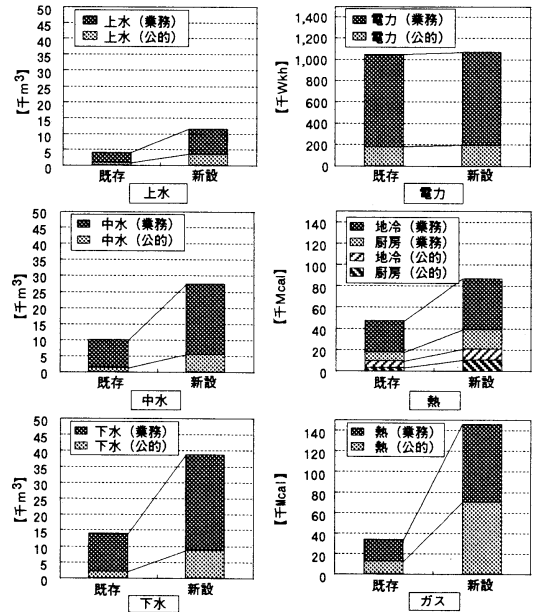 50
45
40
35
30
25
20
15
10
5
0
【千m³】
上水（業務）
上水（公的）
既存
新設
上水
1,400
1,200
1,000
800
600
400
200
0
【千Wkh】
電力（業務）
電力（公的）
既存
新設
電力
50
45
40
35
30
25
20
15
10
5
0
【千m³】
中水（業務）
中水（公的）
既存
新設
中水
140
120
100
80
60
40
20
0
【千Mcal】
地冷（業務）
厨房（業務）
地冷（公的）
厨房（公的）
既存
新設
熱
50
45
40
35
30
25
20
15
10
5
0
【千m³】
下水（業務）
下水（公的）
既存
新設
下水
140
120
100
80
60
40
20
0
【千Mcal】
熱（業務）
熱（公的）
既存
新設
ガス